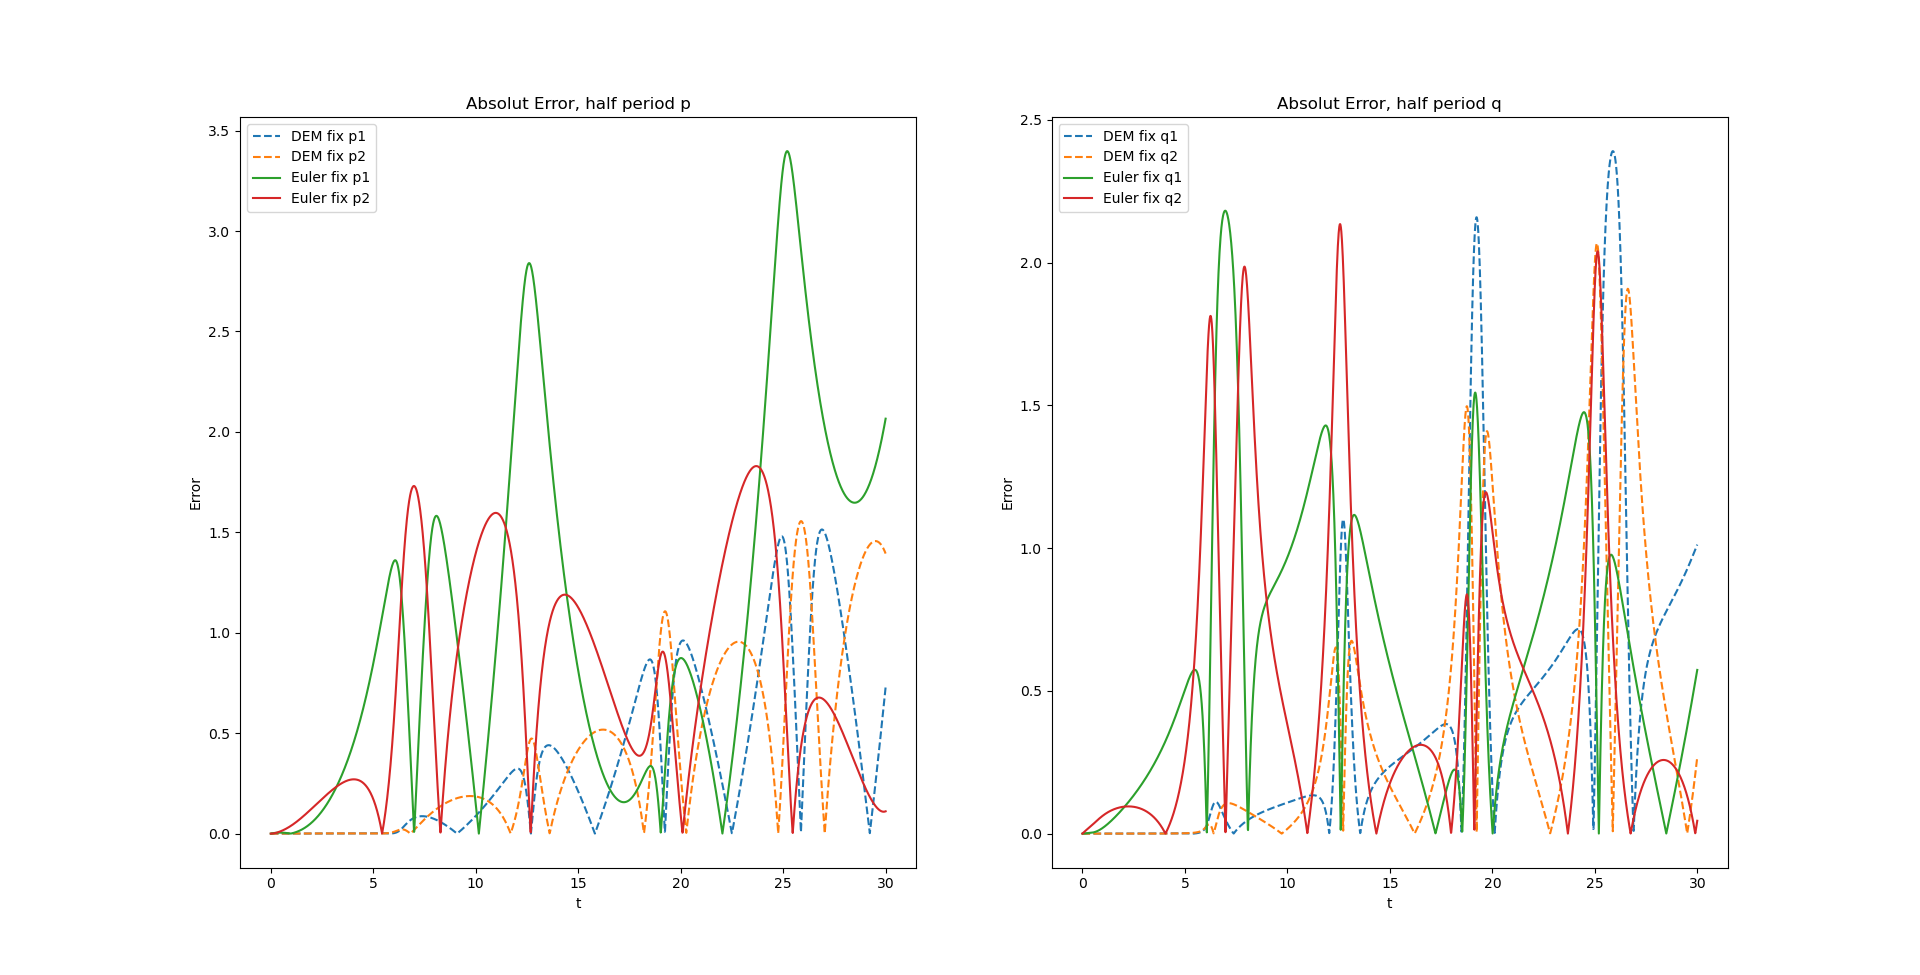 Absolut Error, half period p
DEM fix p1
DEM fix p2
Euler fix p1
Euler fix p2
3.5
3.0
2.5
2.0
1.5
1.0
0.5
0.0
Error
0 5 10 15 20 25 30
t
Absolut Error, half period q
DEM fix q1
DEM fix q2
Euler fix q1
Euler fix q2
2.5
2.0
1.5
1.0
0.5
0.0
Error
0 5 10 15 20 25 30
t